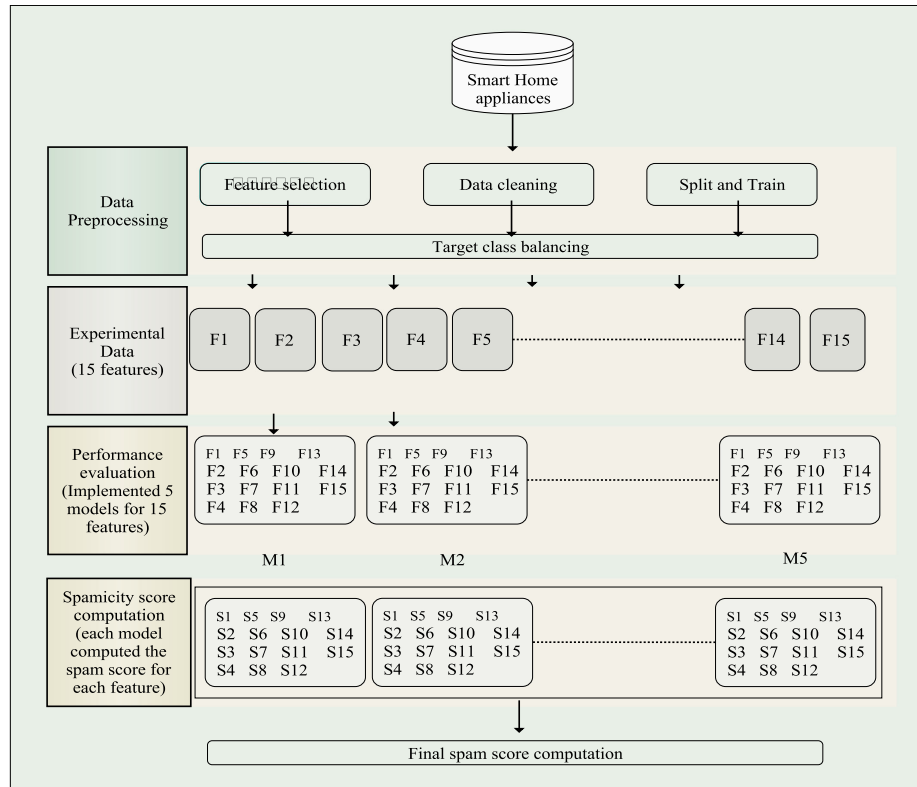 Smart Home
appliances
Data
Preprocessing
Feature selection
Data cleaning
Split and Train
Target class balancing
Experimental
Data
(15 features)
F1
F2
F3
F4
F5
F14
F15
Performance
evaluation
(Implemented 5
models for 15
features)
F1 F5 F9 F13
F2 F6 F10 F14
F3 F7 F11 F15
F4 F8 F12
F1 F5 F9 F13
F2 F6 F10 F14
F3 F7 F11 F15
F4 F8 F12
F1 F5 F9 F13
F2 F6 F10 F14
F3 F7 F11 F15
F4 F8 F12
M1
M2
M5
Spamicity score
computation
(each model
computed the
spam score for
each feature)
S1 S5 S9 S13
S2 S6 S10 S14
S3 S7 S11 S15
S4 S8 S12
S1 S5 S9 S13
S2 S6 S10 S14
S3 S7 S11 S15
S4 S8 S12
S1 S5 S9 S13
S2 S6 S10 S14
S3 S7 S11 S15
S4 S8 S12
Final spam score computation